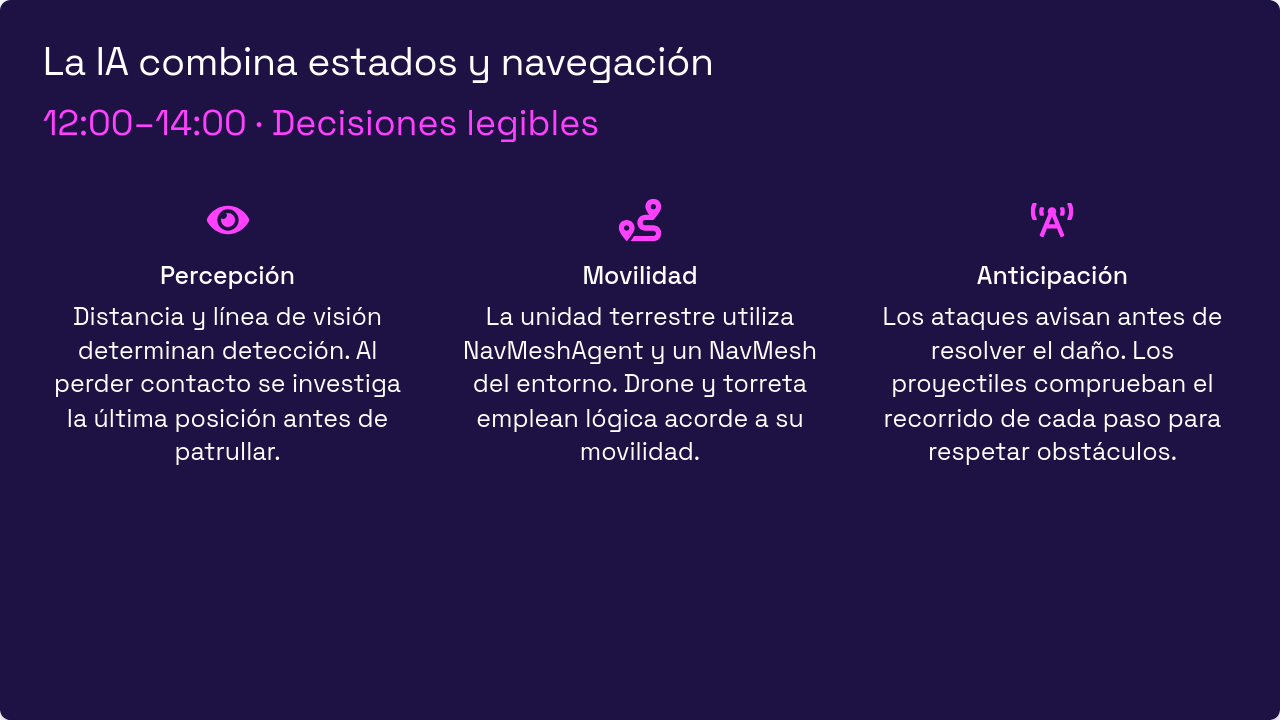 La IA combina estados y navegación
12:00–14:00 · Decisiones legibles
Percepción
Distancia y línea de visión
determinan detección. Al
perder contacto se investiga
la última posición antes de
patrullar.
Movilidad
La unidad terrestre utiliza
NavMeshAgent y un NavMesh
del entorno. Drone y torreta
emplean lógica acorde a su
movilidad.
Anticipación
Los ataques avisan antes de
resolver el daño. Los
proyectiles comprueban el
recorrido de cada paso para
respetar obstáculos.